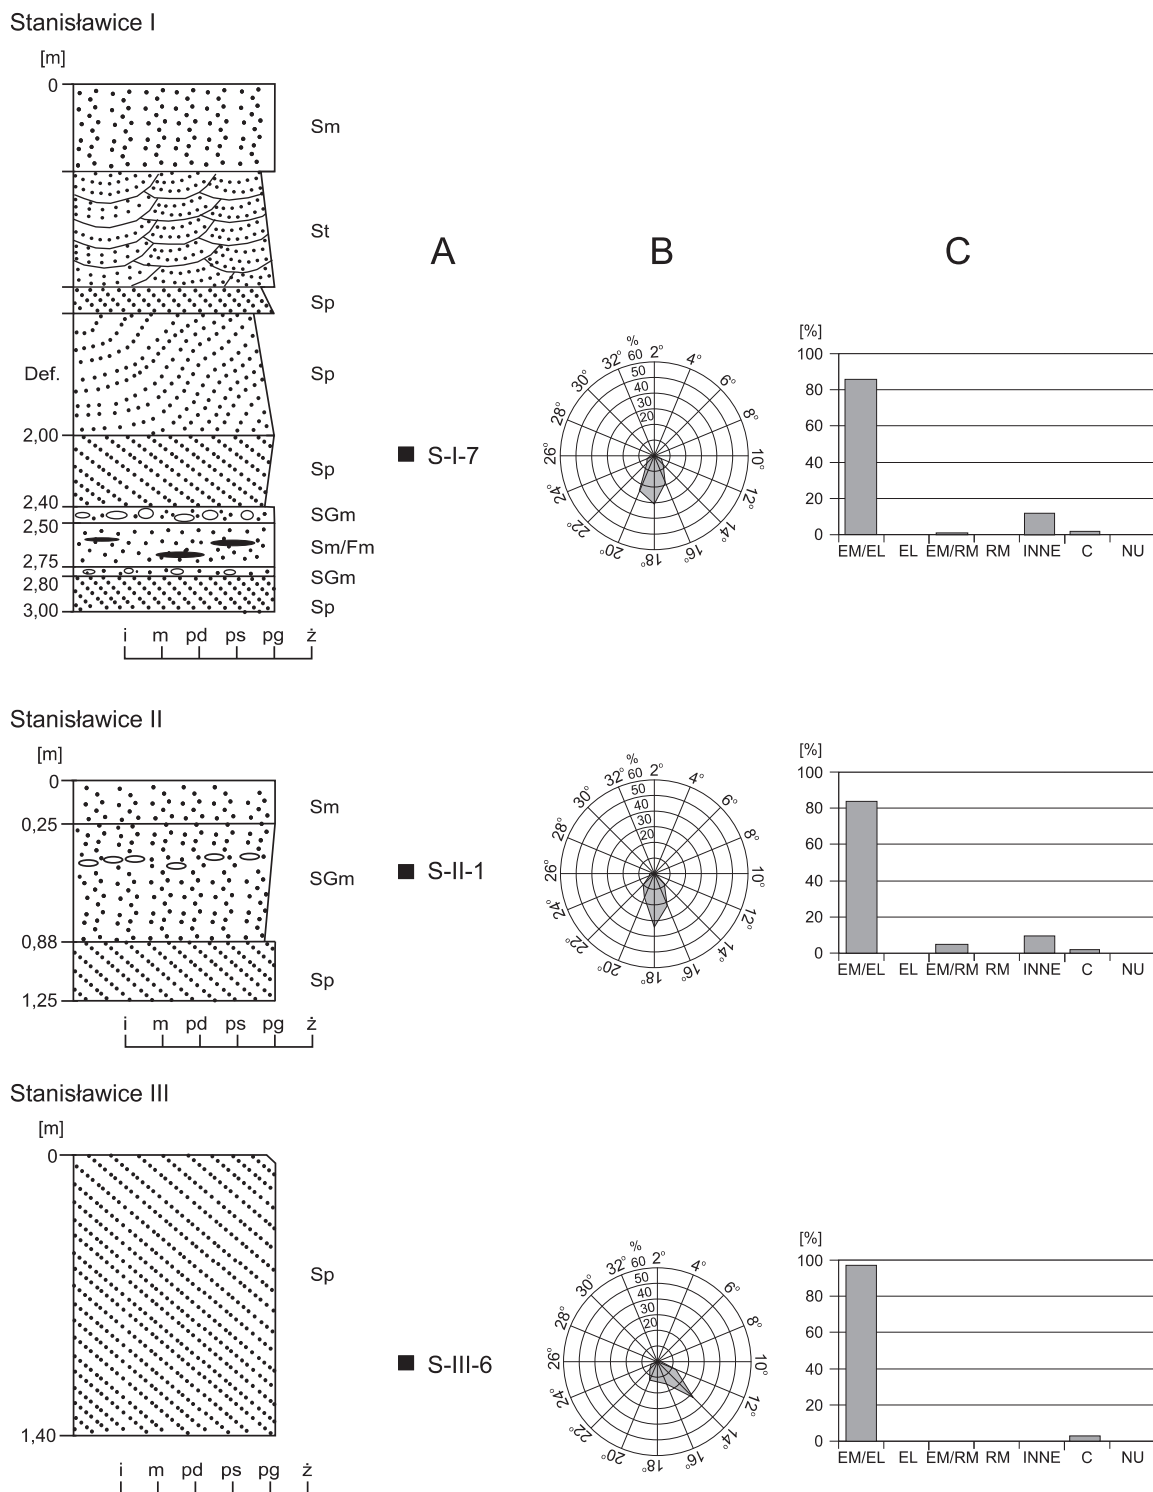 Stanisławice I
[m]
0
Sm
St
Sp
Def.
Sp
2,00
Sp
2,40
SGm
2,50
Sm/Fm
2,75
SGm
2,80
Sp
3,00
i m pd ps pg ż
A B C
S-I-7
%
60 50 40 30 20
2° 4° 6° 8° 10° 12° 14° 16° 18° 20° 22° 24° 26° 28° 30° 32°
[%]
100
80
60
40
20
0
EM/EL EL EM/RM RM INNE C NU
Stanisławice II
[m]
0
Sm
0,25
SGm
0,88
Sp
1,25
i m pd ps pg ż
S-II-1
%
60 50 40 30 20
2° 4° 6° 8° 10° 12° 14° 16° 18° 20° 22° 24° 26° 28° 30° 32°
[%]
100
80
60
40
20
0
EM/EL EL EM/RM RM INNE C NU
Stanisławice III
[m]
0
Sp
1,40
i m pd ps pg ż
S-III-6
%
60 50 40 30 20
2° 4° 6° 8° 10° 12° 14° 16° 18° 20° 22° 24° 26° 28° 30° 32°
[%]
100
80
60
40
20
0
EM/EL EL EM/RM RM INNE C NU